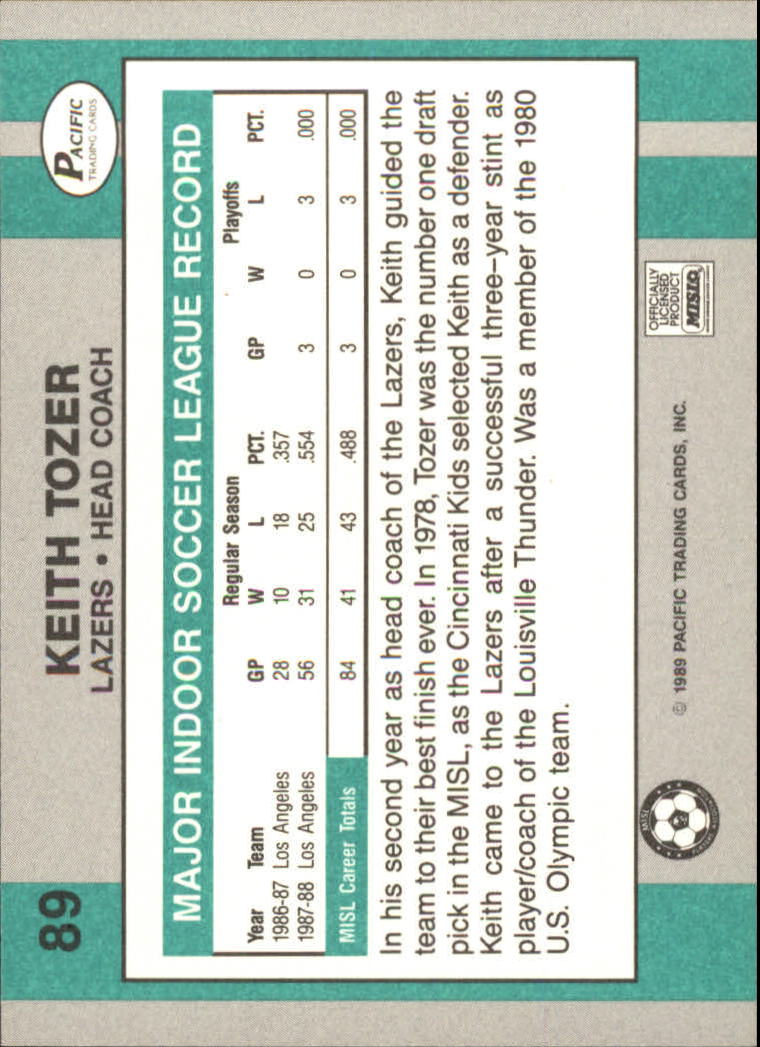 89
KEITH TOZER
LAZERS • HEAD COACH
PACIFIC
TRADING CARDS
MAJOR INDOOR SOCCER LEAGUE RECORD
Regular Season Playoffs
Year Team GP W L PCT. GP W L PCT.
1986-87 Los Angeles 28 10 18 .357
1987-88 Los Angeles 56 31 25 .554 3 0 3 .000
MISL Career Totals 84 41 43 .488 3 0 3 .000
In his second year as head coach of the Lazers, Keith guided the
team to their best finish ever. In 1978, Tozer was the number one draft
pick in the MISL, as the Cincinnati Kids selected Keith as a defender.
Keith came to the Lazers after a successful three-year stint as
player/coach of the Louisville Thunder. Was a member of the 1980
U.S. Olympic team.
MISL
© 1989 PACIFIC TRADING CARDS, INC.
OFFICIALLY
LICENSED
PRODUCT
MISL